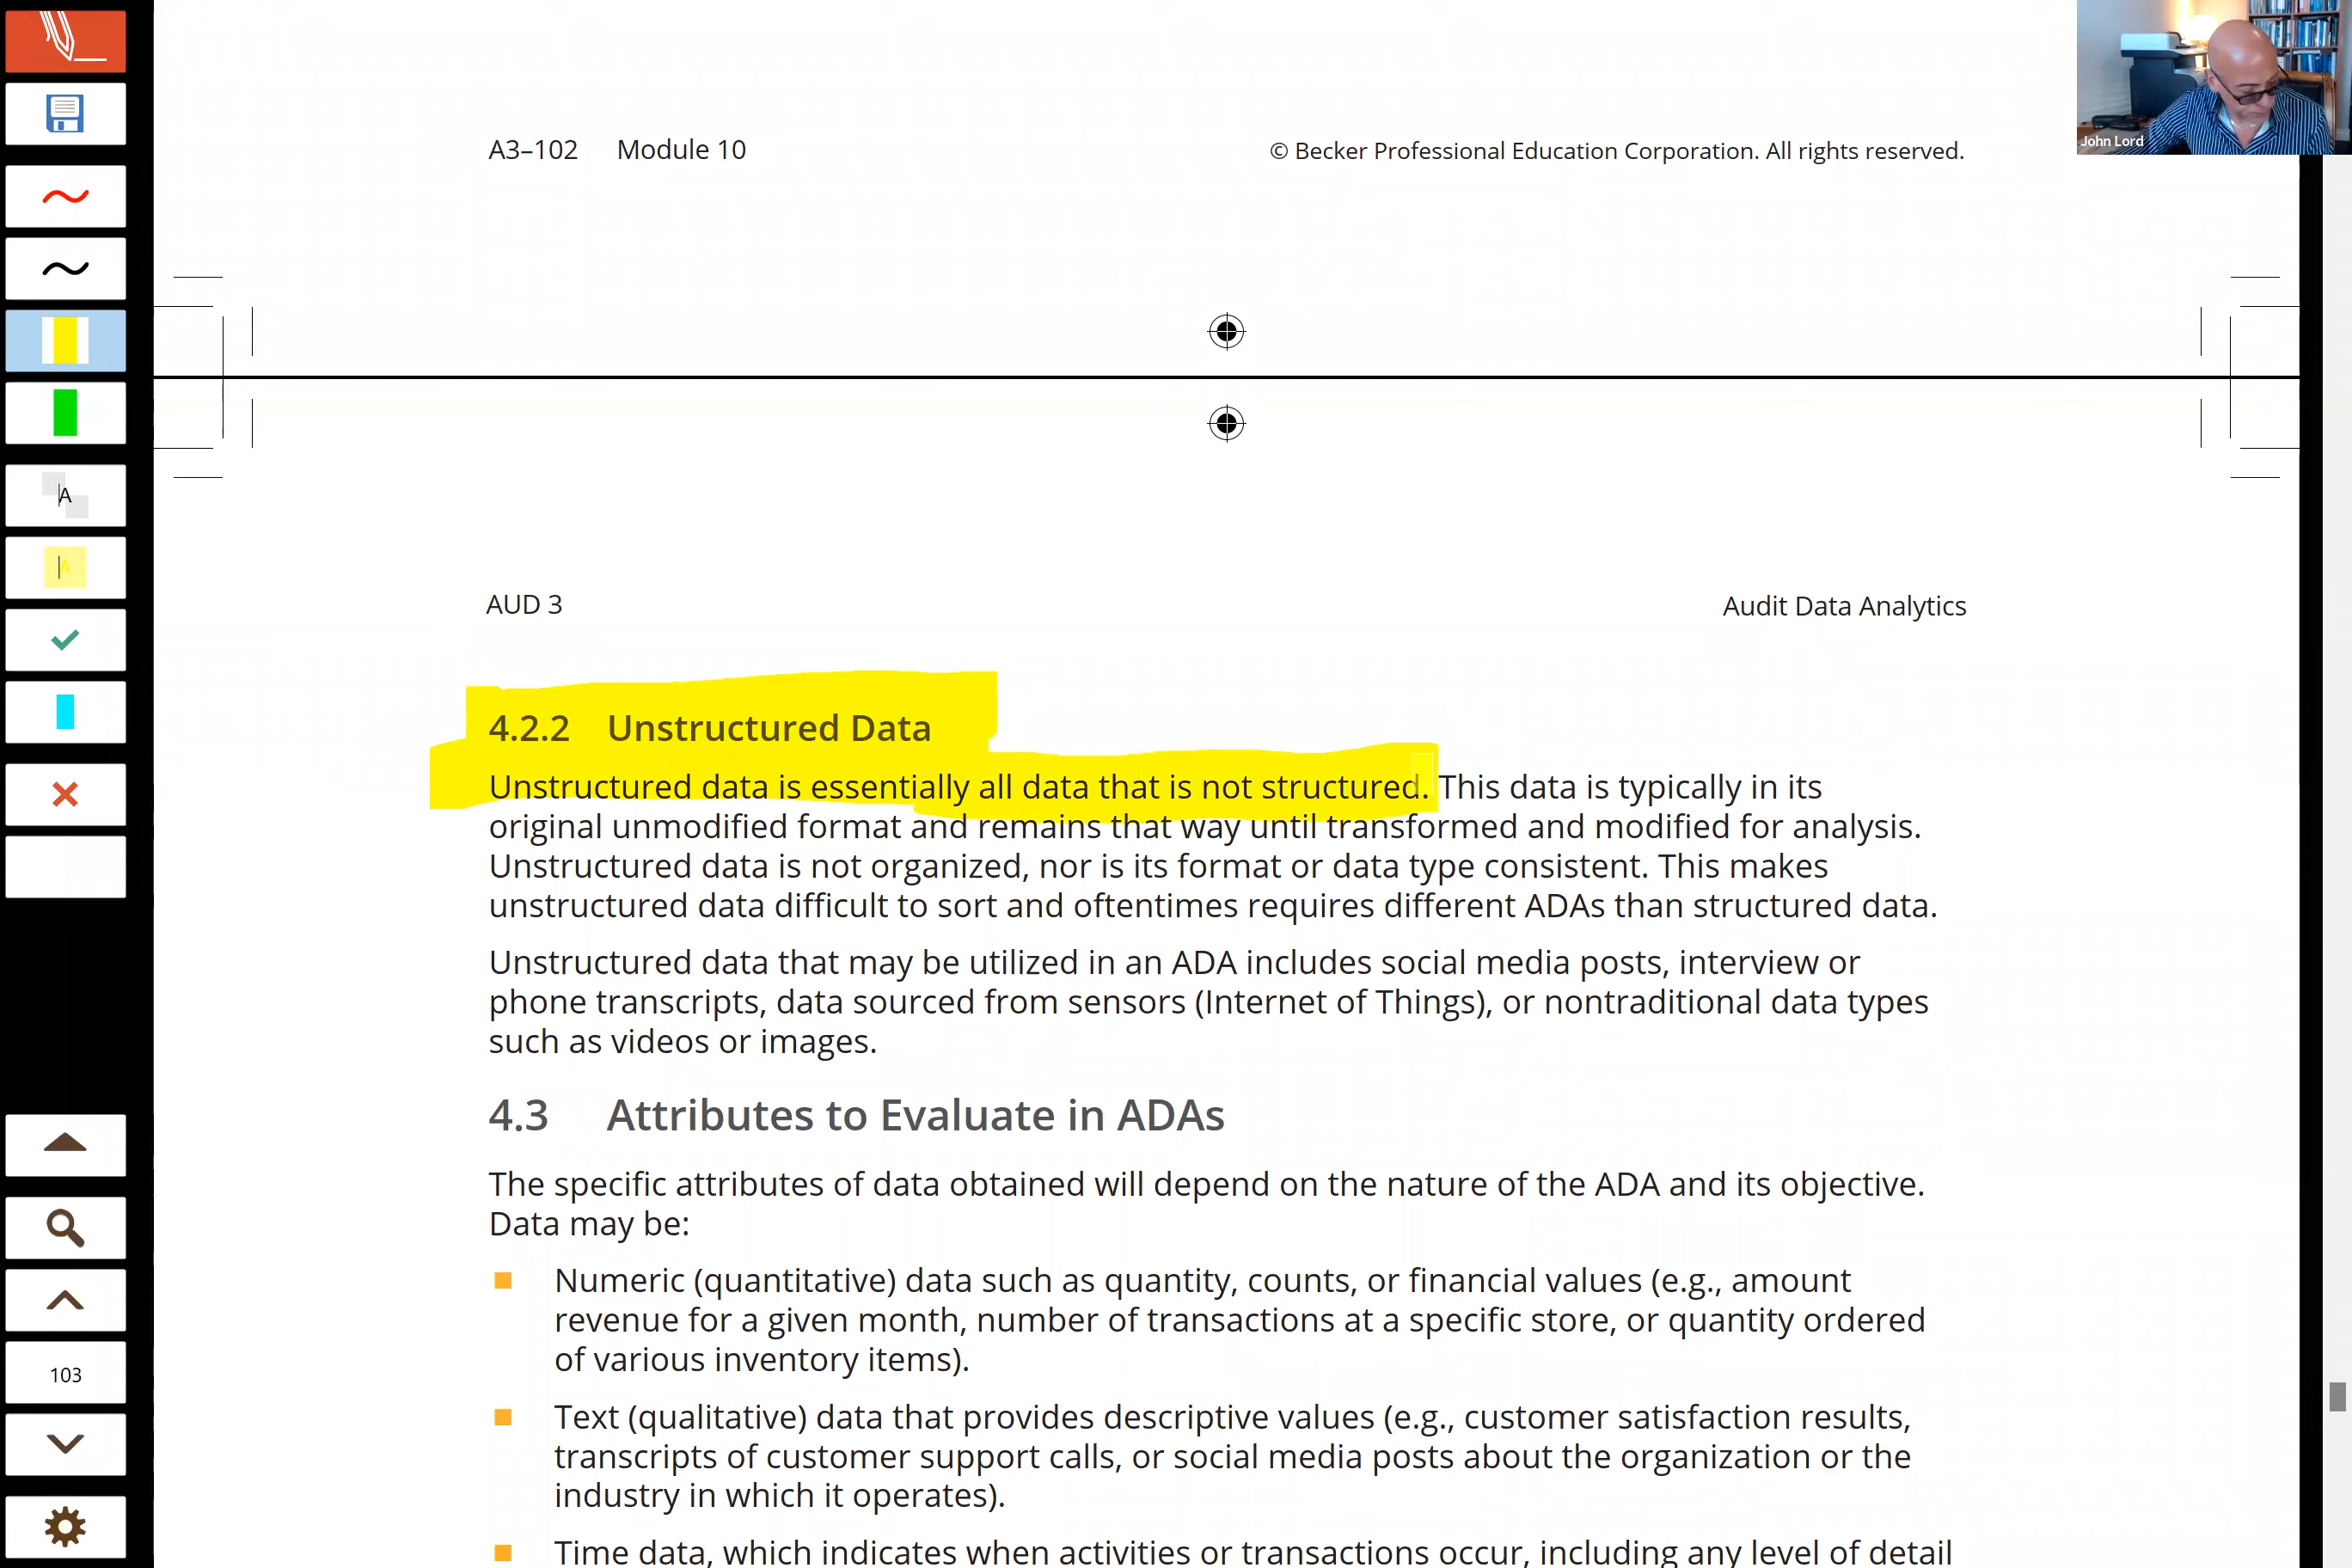 A3–102 Module 10
© Becker Professional Education Corporation. All rights reserved.
John Lord
AUD 3
Audit Data Analytics
4.2.2 Unstructured Data
Unstructured data is essentially all data that is not structured. This data is typically in its
original unmodified format and remains that way until transformed and modified for analysis.
Unstructured data is not organized, nor is its format or data type consistent. This makes
unstructured data difficult to sort and oftentimes requires different ADAs than structured data.
Unstructured data that may be utilized in an ADA includes social media posts, interview or
phone transcripts, data sourced from sensors (Internet of Things), or nontraditional data types
such as videos or images.
4.3 Attributes to Evaluate in ADAs
The specific attributes of data obtained will depend on the nature of the ADA and its objective.
Data may be:
Numeric (quantitative) data such as quantity, counts, or financial values (e.g., amount
revenue for a given month, number of transactions at a specific store, or quantity ordered
of various inventory items).
Text (qualitative) data that provides descriptive values (e.g., customer satisfaction results,
transcripts of customer support calls, or social media posts about the organization or the
industry in which it operates).
Time data, which indicates when activities or transactions occur, including any level of detail
A
A
103